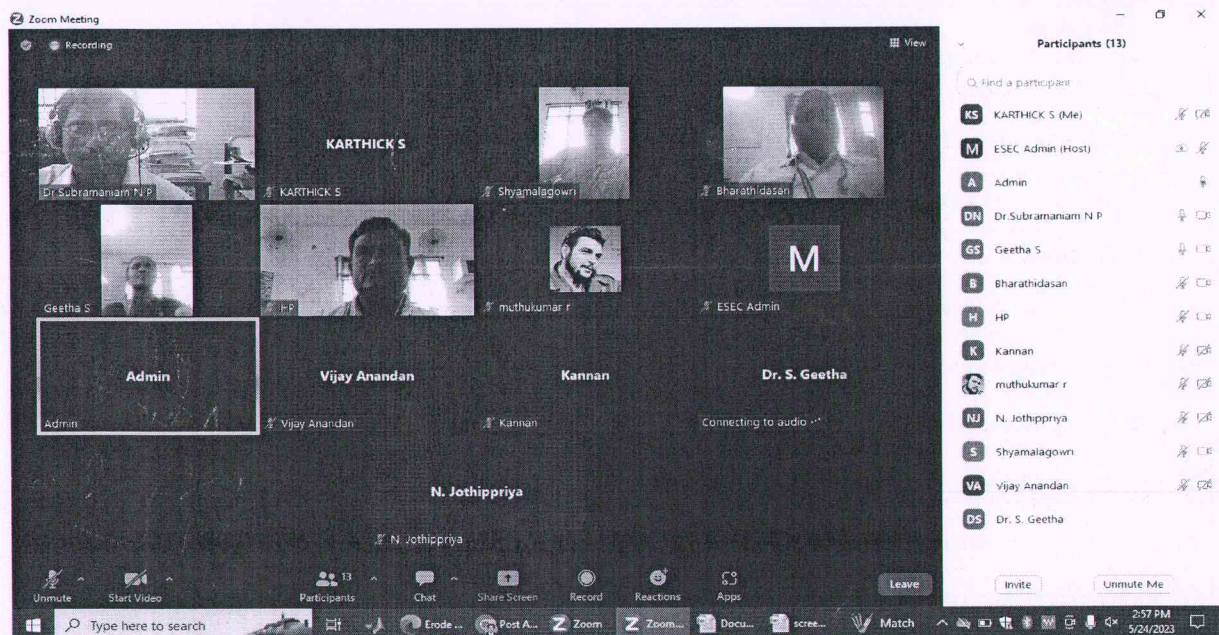 Zoom Meeting
Recording
View
Dr.Subramaniam N P
KARTHICK S
KARTHICK S
Shyamalagowri
Bharathidasan
Geetha S
HP
muthukumar r
M
ESEC Admin
Admin
Admin
Vijay Anandan
Vijay Anandan
Kannan
Kannan
Dr. S. Geetha
Connecting to audio
N. Jothippriya
N. Jothippriya
Unmute
Start Video
Participants
13
Chat
Share Screen
Record
Reactions
Apps
Leave
Participants (13)
Find a participant
KS KARTHICK S (Me)
M ESEC Admin (Host)
A Admin
DN Dr.Subramaniam N P
GS Geetha S
B Bharathidasan
H HP
K Kannan
muthukumar r
NJ N. Jothippriya
S Shyamalagowri
VA Vijay Anandan
DS Dr. S. Geetha
Invite
Unmute Me
Type here to search
Erode ...
Post A...
Zoom
Zoom...
Docu...
scree...
Match
2:57 PM
5/24/2023